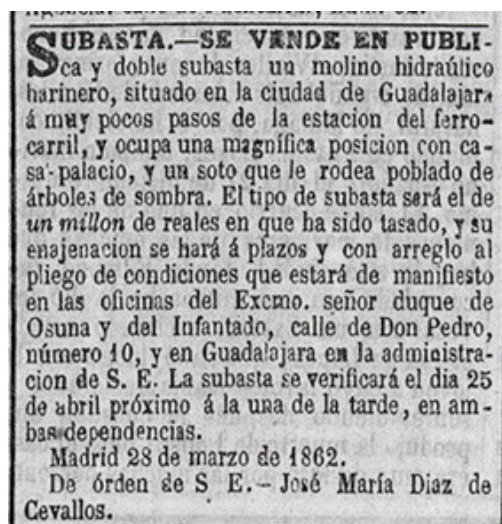 SUBASTA.—SE VENDE EN PUBLI-
ca y doble subasta un molino hidraúlico
harinero, situado en la ciudad de Guadalajara
á muy pocos pasos de la estacion del ferro-
carril, y ocupa una magnífica posicion con ca-
sa-palacio, y un soto que le rodea poblado de
árboles de sombra. El tipo de subasta será el de
un millon de reales en que ha sido tasado, y su
enajenacion se hará á plazos y con arreglo al
pliego de condiciones que estará de manifiesto
en las oficinas del Excmo. señor duque de
Osuna y del Infantado, calle de Don Pedro,
número 10, y en Guadalajara en la administra-
cion de S. E. La subasta se verificará el dia 25
de abril próximo á la una de la tarde, en am-
bas dependencias.
Madrid 28 de marzo de 1862.
De órden de S E.—José María Diaz de
Cevallos.